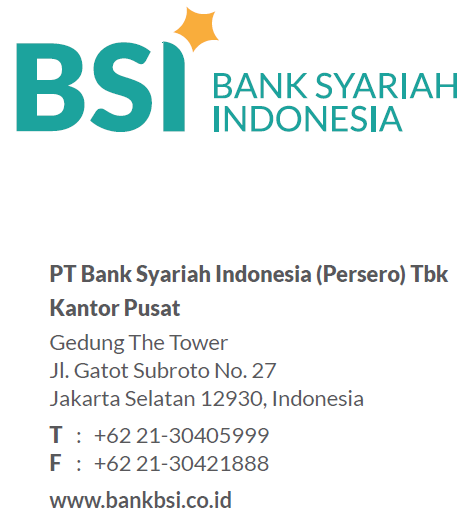 BSI
BANK SYARIAH
INDONESIA
PT Bank Syariah Indonesia (Persero) Tbk
Kantor Pusat
Gedung The Tower
Jl. Gatot Subroto No. 27
Jakarta Selatan 12930, Indonesia
T : +62 21-30405999
F : +62 21-30421888
www.bankbsi.co.id